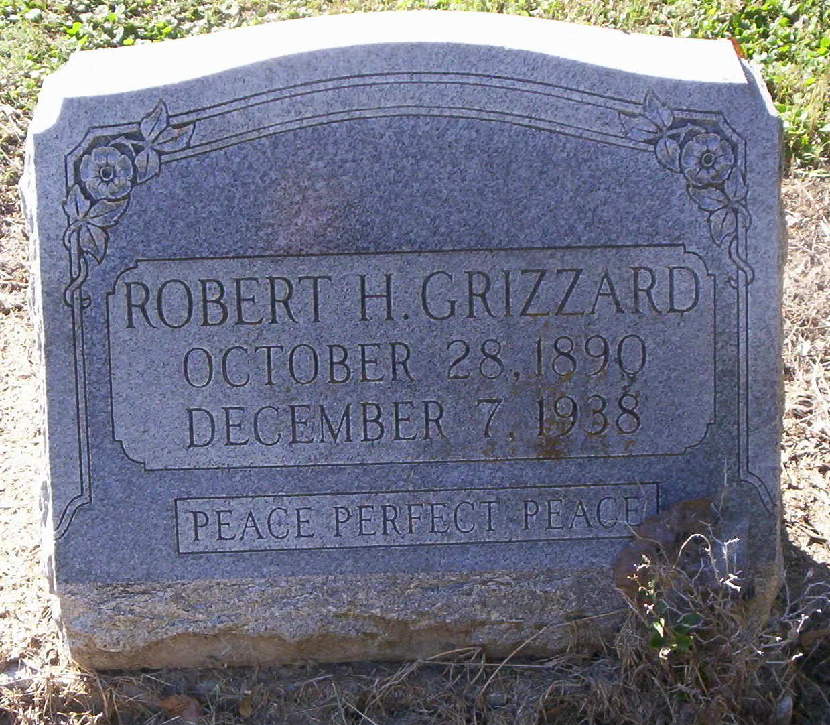 ROBERT H. GRIZZARD
OCTOBER 28, 1890
DECEMBER 7, 1938
PEACE PERFECT PEACE